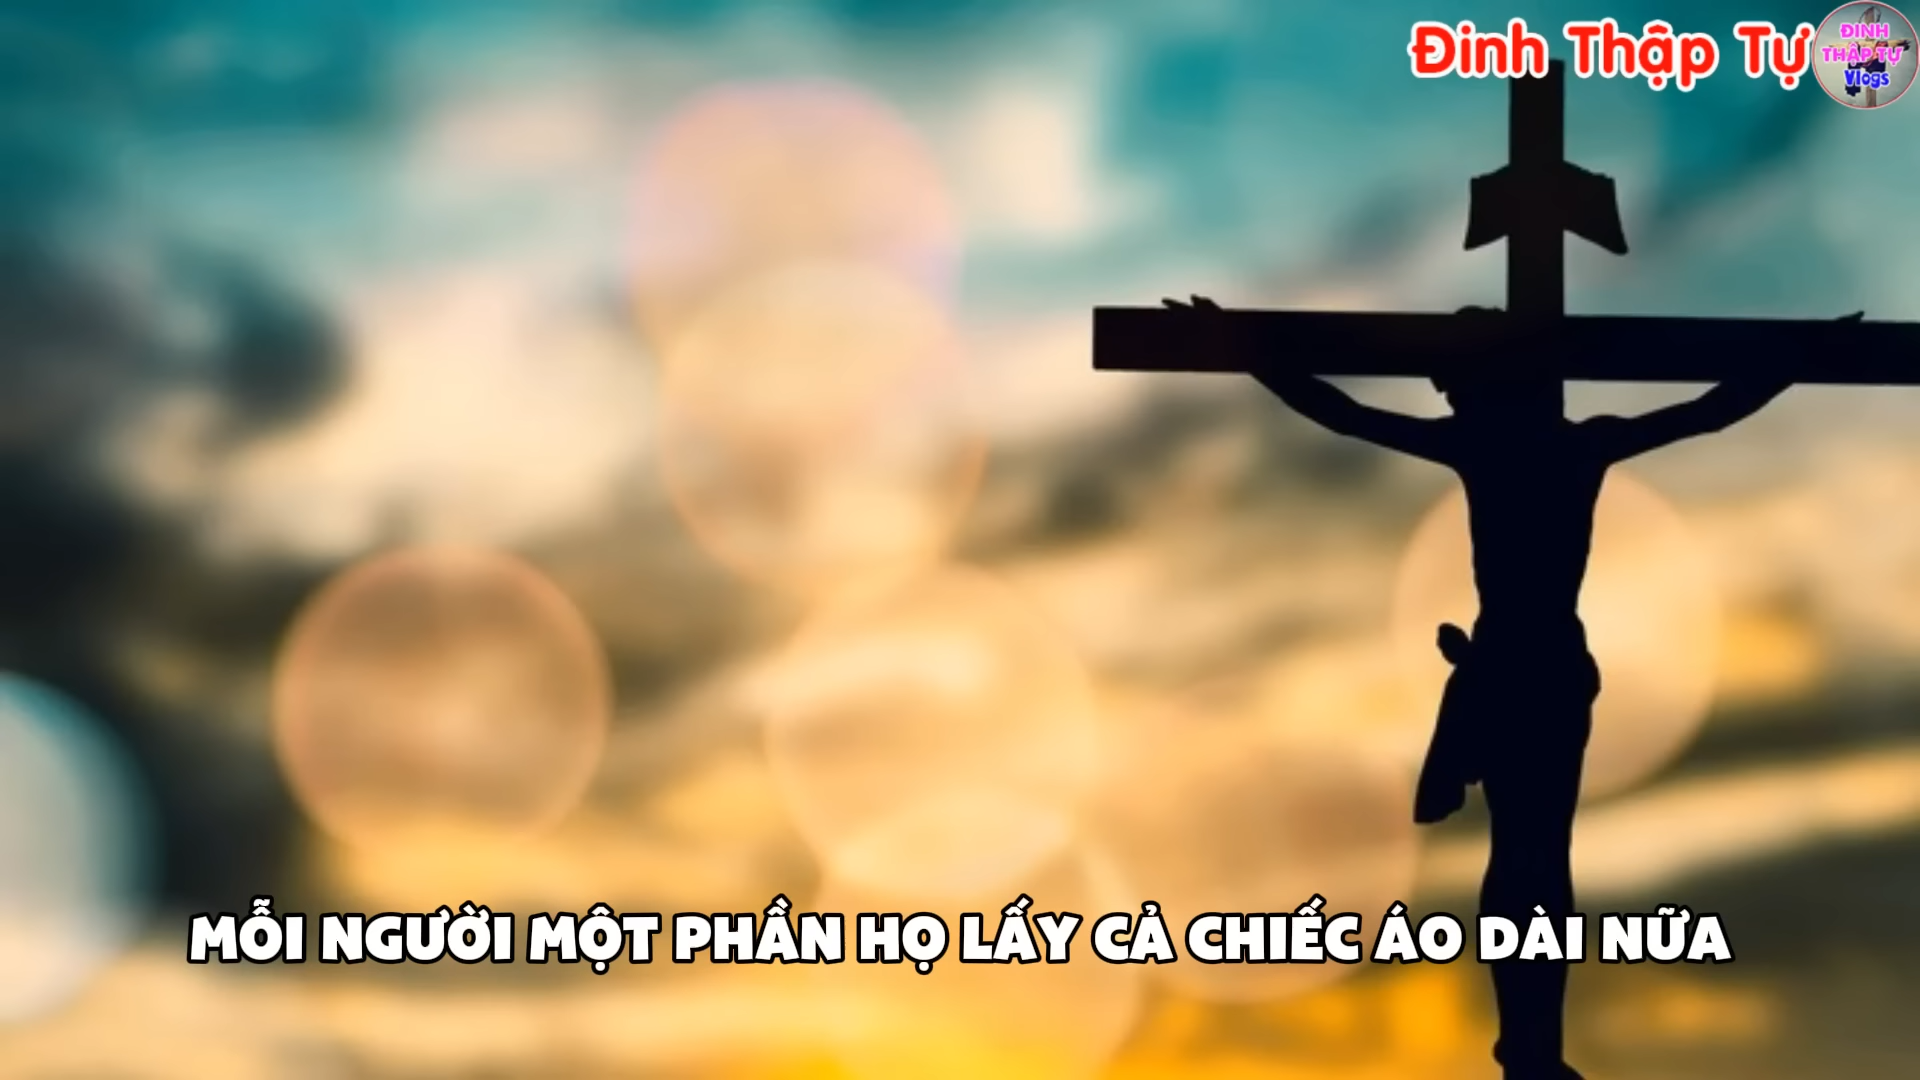 Đinh Thập Tự
ĐINH
THẬP TỰ
Vlogs
MỖI NGƯỜI MỘT PHẦN HỌ LẤY CẢ CHIẾC ÁO DÀI NỮA